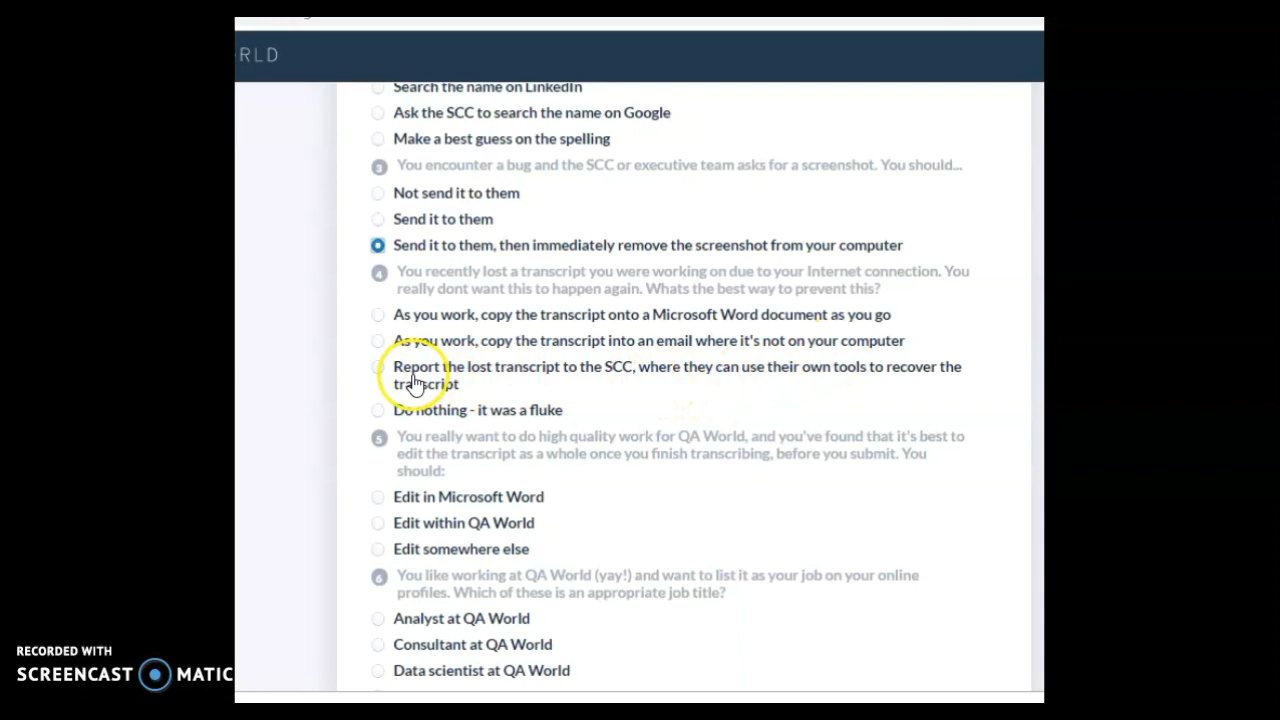 RLD
Search the name on LinkedIn
Ask the SCC to search the name on Google
Make a best guess on the spelling
3 You encounter a bug and the SCC or executive team asks for a screenshot. You should...
Not send it to them
Send it to them
Send it to them, then immediately remove the screenshot from your computer
4 You recently lost a transcript you were working on due to your Internet connection. You
really dont want this to happen again. Whats the best way to prevent this?
As you work, copy the transcript onto a Microsoft Word document as you go
As you work, copy the transcript into an email where it's not on your computer
Report the lost transcript to the SCC, where they can use their own tools to recover the
transcript
Do nothing - it was a fluke
5 You really want to do high quality work for QA World, and you've found that it's best to
edit the transcript as a whole once you finish transcribing, before you submit. You
should:
Edit in Microsoft Word
Edit within QA World
Edit somewhere else
6 You like working at QA World (yay!) and want to list it as your job on your online
profiles. Which of these is an appropriate job title?
Analyst at QA World
Consultant at QA World
Data scientist at QA World
RECORDED WITH
SCREENCAST MATIC